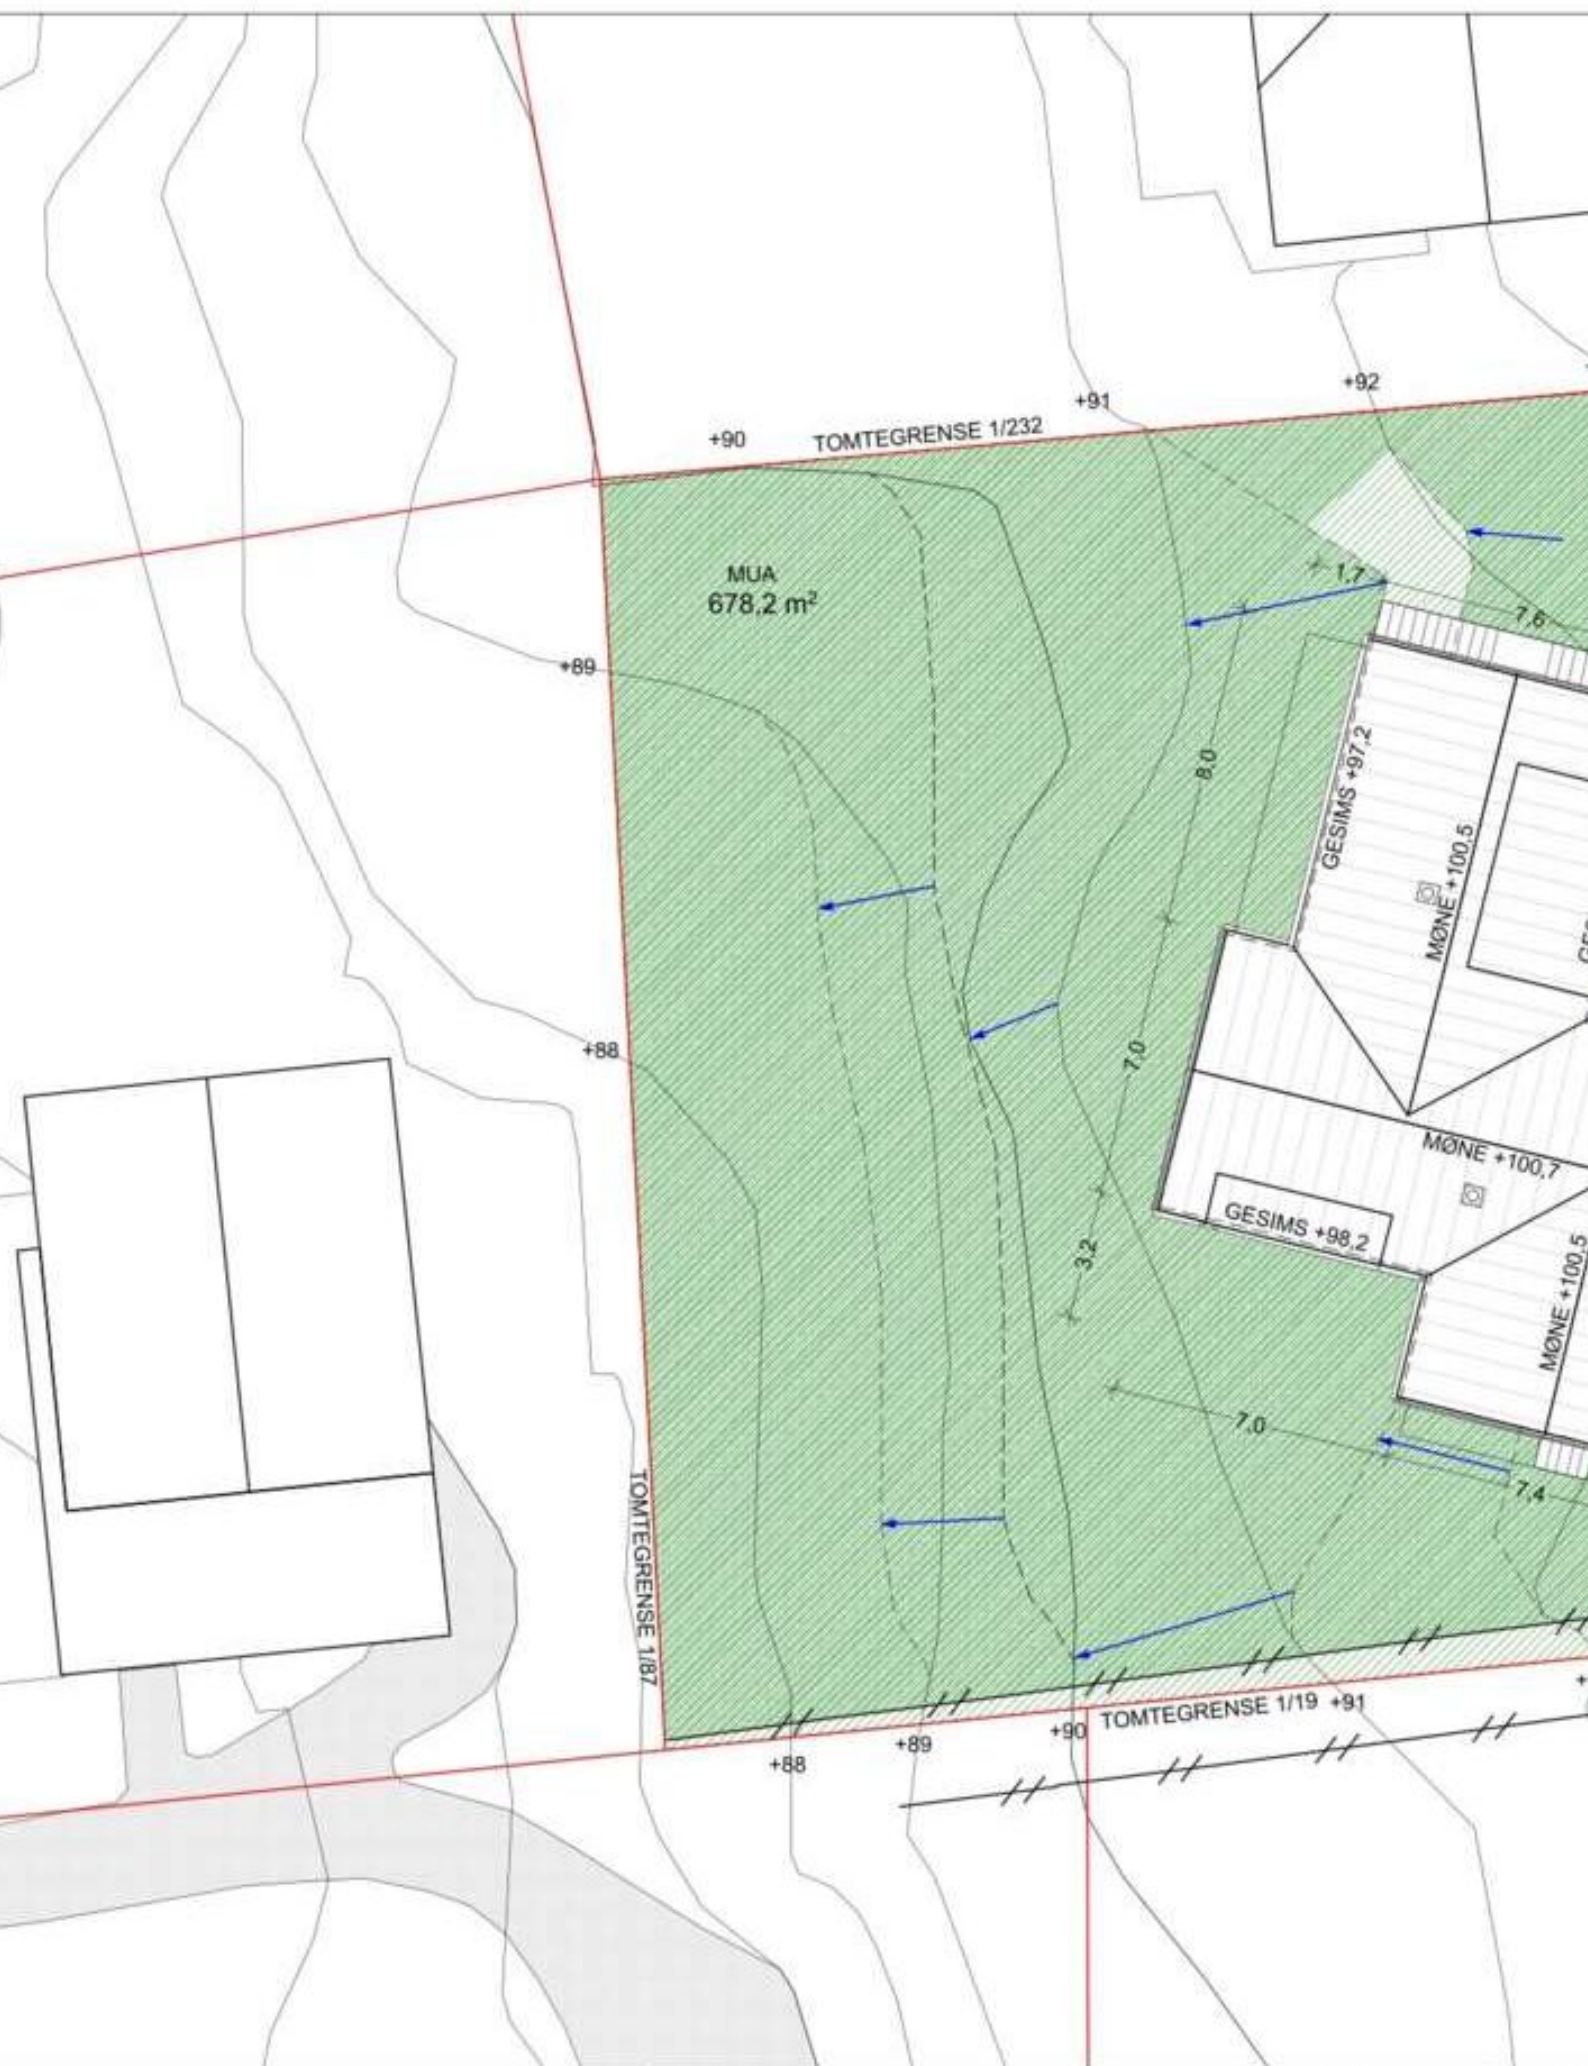 +92
+91
+90
TOMTEGRENSE 1/232
MUA
678,2 m²
1,7
7,6
+89
8,0
GESIMS +97,2
MØNE +100,5
+88
7,0
MØNE +100,7
GESIMS +98,2
3,2
MØNE +100,5
7,0
7,4
TOMTEGRENSE 1/87
TOMTEGRENSE 1/19
+91
+90
+89
+88